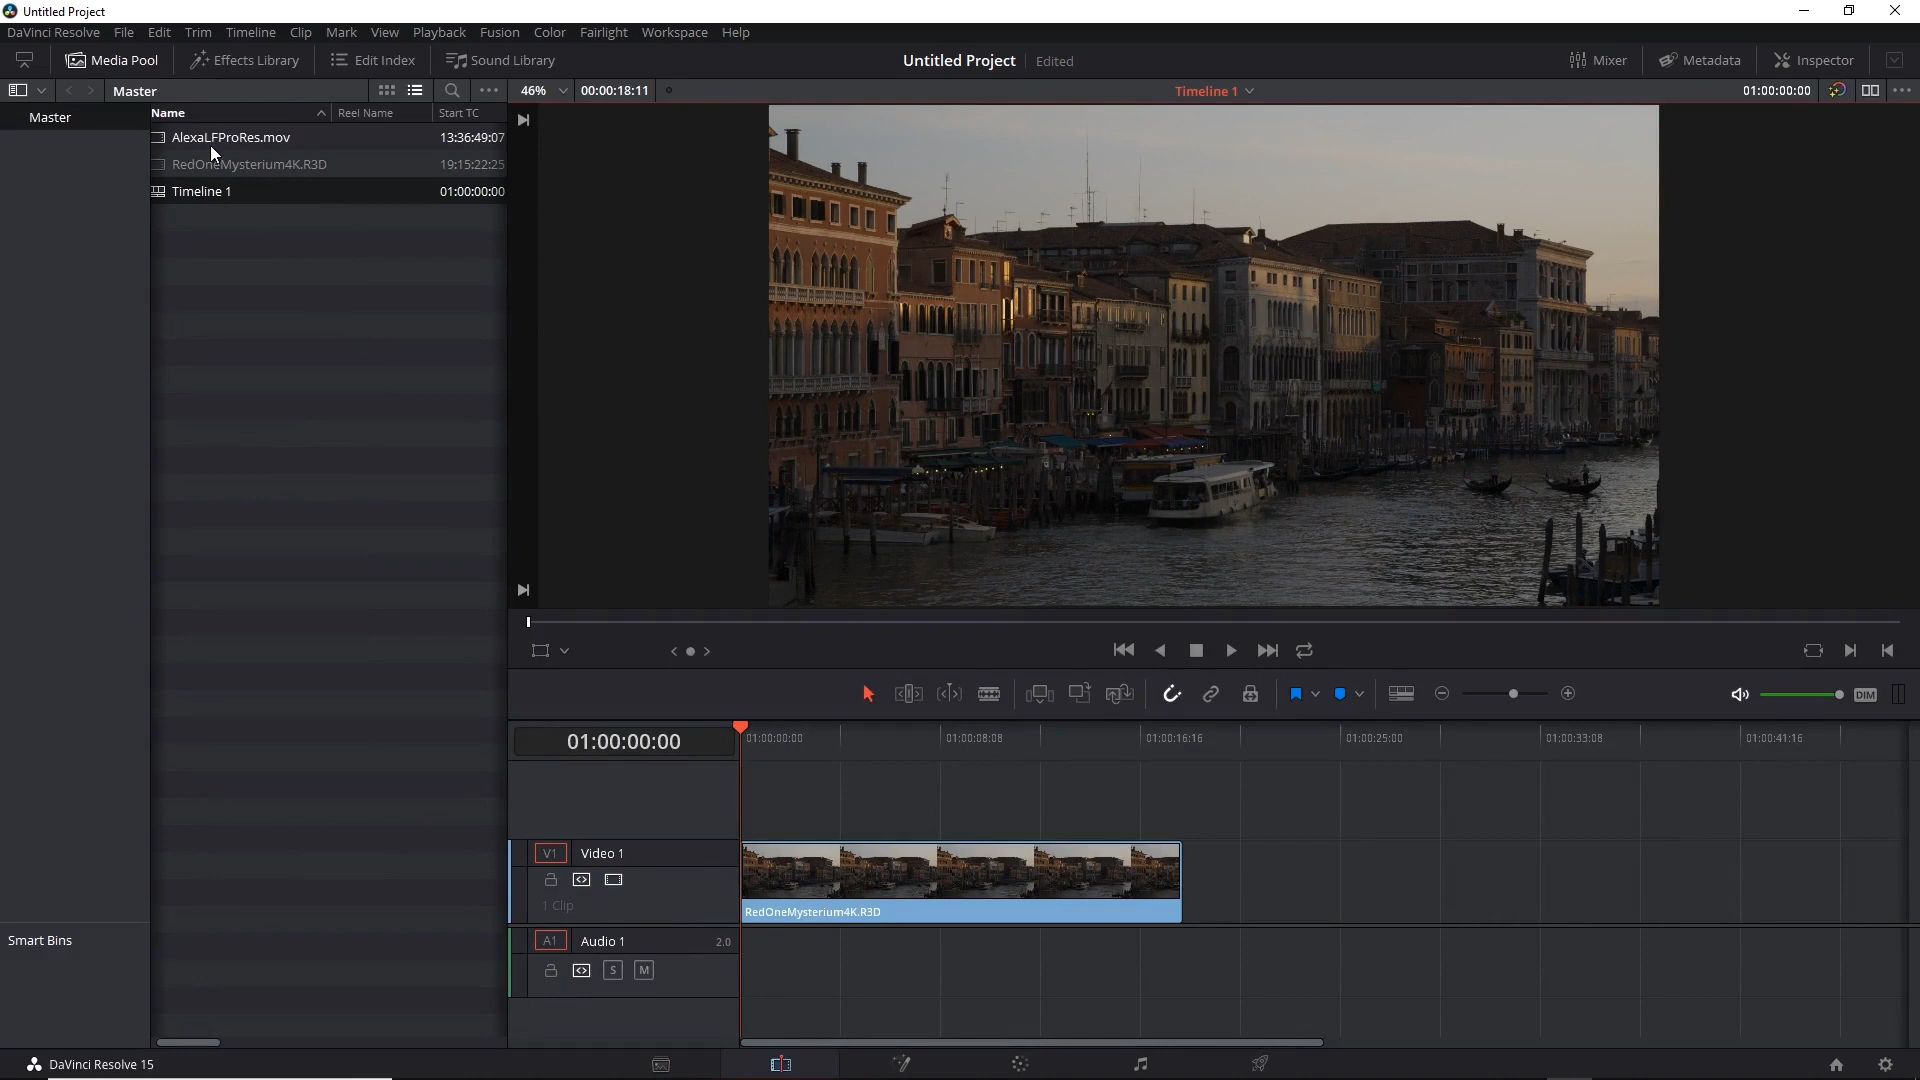 Untitled Project
DaVinci Resolve File Edit Trim Timeline Clip Mark View Playback Fusion Color Fairlight Workspace Help
Media Pool Effects Library Edit Index Sound Library Untitled Project Edited Mixer Metadata Inspector
Master 46% 00:00:18:11 Timeline 1 01:00:00:00
Master Name Reel Name Start TC
AlexaLFProRes.mov 13:36:49:07
RedOneMysterium4K.R3D 19:15:22:25
Timeline 1 01:00:00:00
DIM
01:00:00:00 01:00:00:00 01:00:08:08 01:00:16:16 01:00:25:00 01:00:33:08 01:00:41:16
V1 Video 1
1 Clip
RedOneMysterium4K.R3D
A1 Audio 1 2.0
Smart Bins
S M
DaVinci Resolve 15